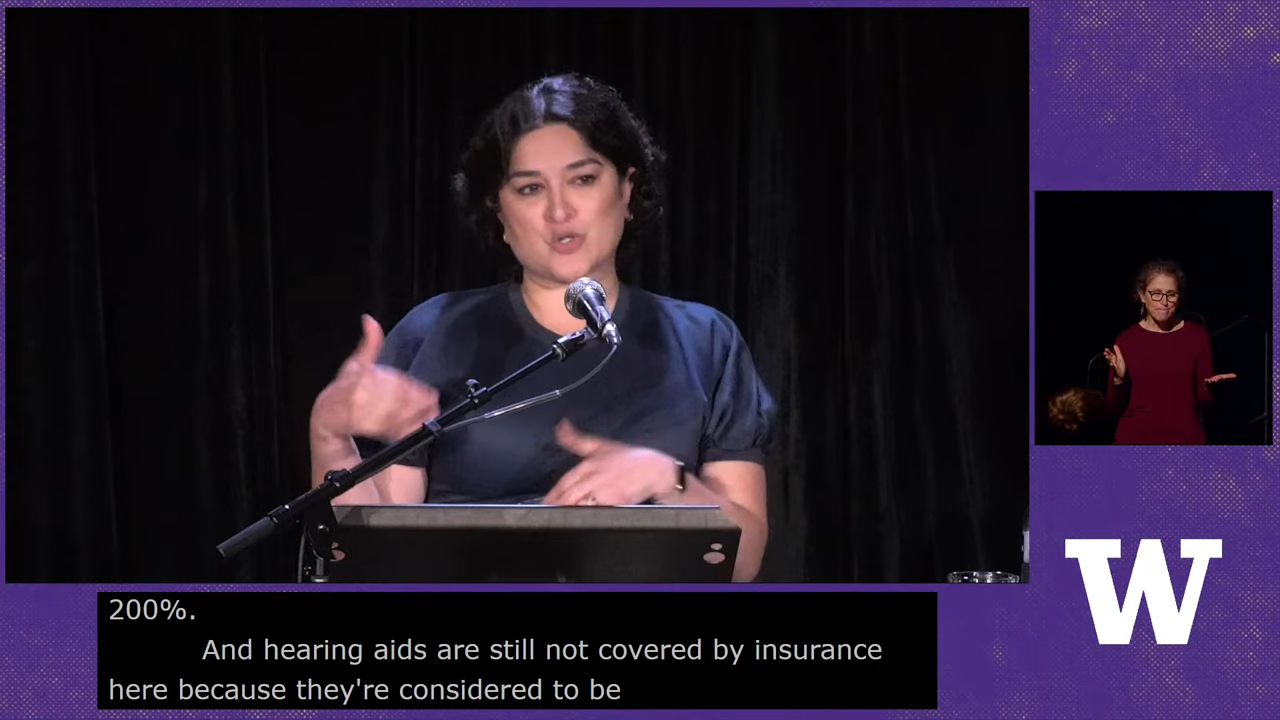 W
200%.
And hearing aids are still not covered by insurance
here because they're considered to be